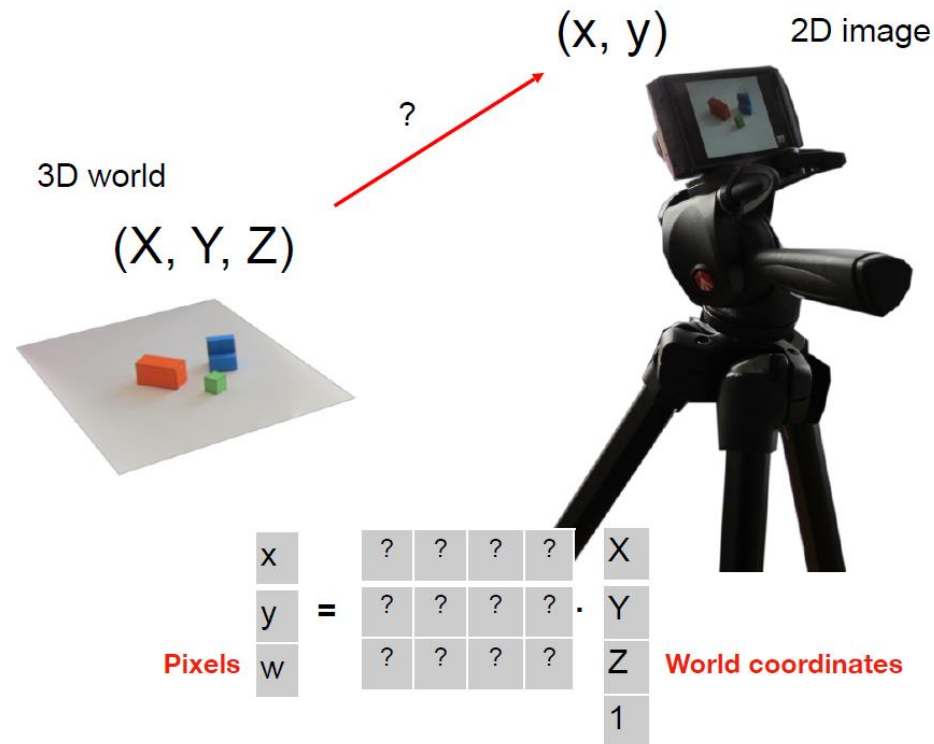 (x, y)
2D image
?
3D world
(X, Y, Z)
x ? ? ? ? X
y = ? ? ? ? · Y
Pixels w ? ? ? ? Z World coordinates
1